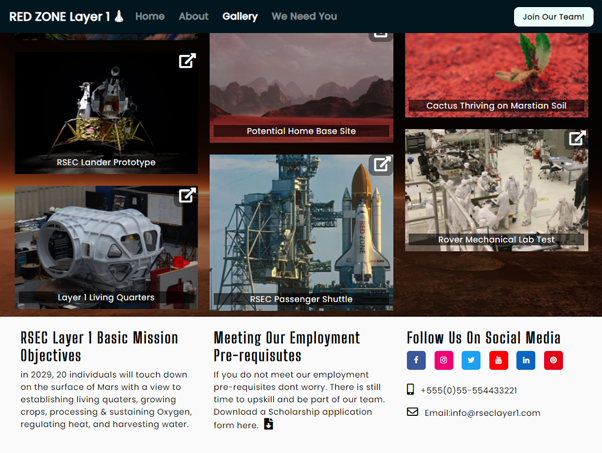 RED ZONE Layer 1 Home About Gallery We Need You Join Our Team!
Cactus Thriving on Marstian Soil
Potential Home Base Site
RSEC Lander Prototype
Rover Mechanical Lab Test
Layer 1 Living Quarters
RSEC Passenger Shuttle
RSEC Layer 1 Basic Mission
Objectives
in 2029, 20 individuals will touch down
on the surface of Mars with a view to
establishing living quaters, growing
crops, processing & sustaining Oxygen,
regulating heat, and harvesting water.
Meeting Our Employment
Pre-requisutes
If you do not meet our employment
pre-requisites dont worry. There is still
time to upskill and be part of our team.
Download a Scholarship application
form here.
Follow Us On Social Media
+555(0)55-554433221
Email:info@rseclayer1.com